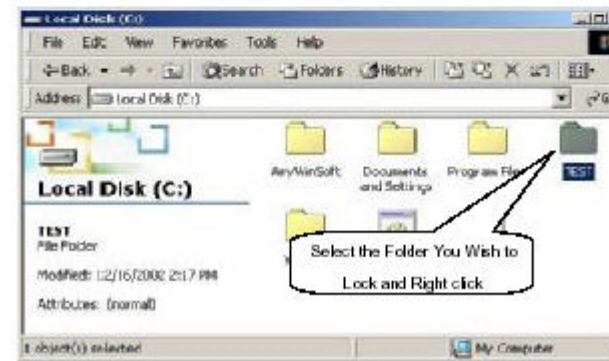 Local Disk (C:)
File Edit View Favorites Tools Help
Back Search Folders History
Address Local Disk (C:)
AnyWinSoft Documents and Settings Program Files TEST
Local Disk (C:)
TEST
File Folder
Modified: 12/16/2002 2:17 PM
Attributes: (normal)
Select the Folder You Wish to
Lock and Right click
1 object(s) selected My Computer